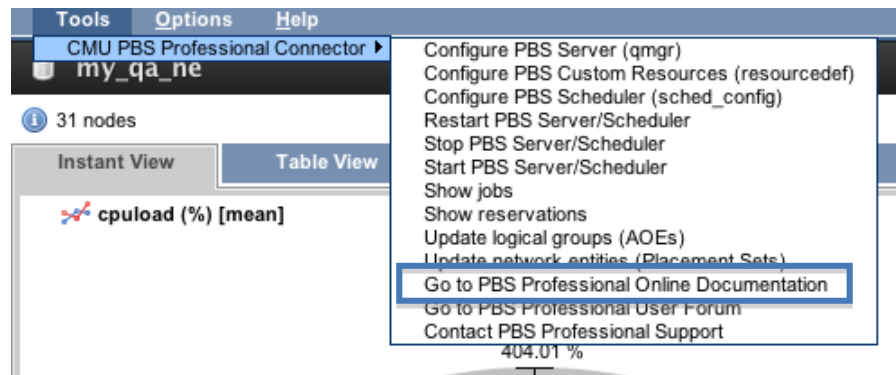 Tools Options Help
CMU PBS Professional Connector
my_qa_ne
31 nodes
Instant View Table View
cpuload (%) [mean]
Configure PBS Server (qmgr)
Configure PBS Custom Resources (resourcedef)
Configure PBS Scheduler (sched_config)
Restart PBS Server/Scheduler
Stop PBS Server/Scheduler
Start PBS Server/Scheduler
Show jobs
Show reservations
Update logical groups (AOEs)
Update network entities (Placement Sets)
Go to PBS Professional Online Documentation
Go to PBS Professional User Forum
Contact PBS Professional Support
404.01 %